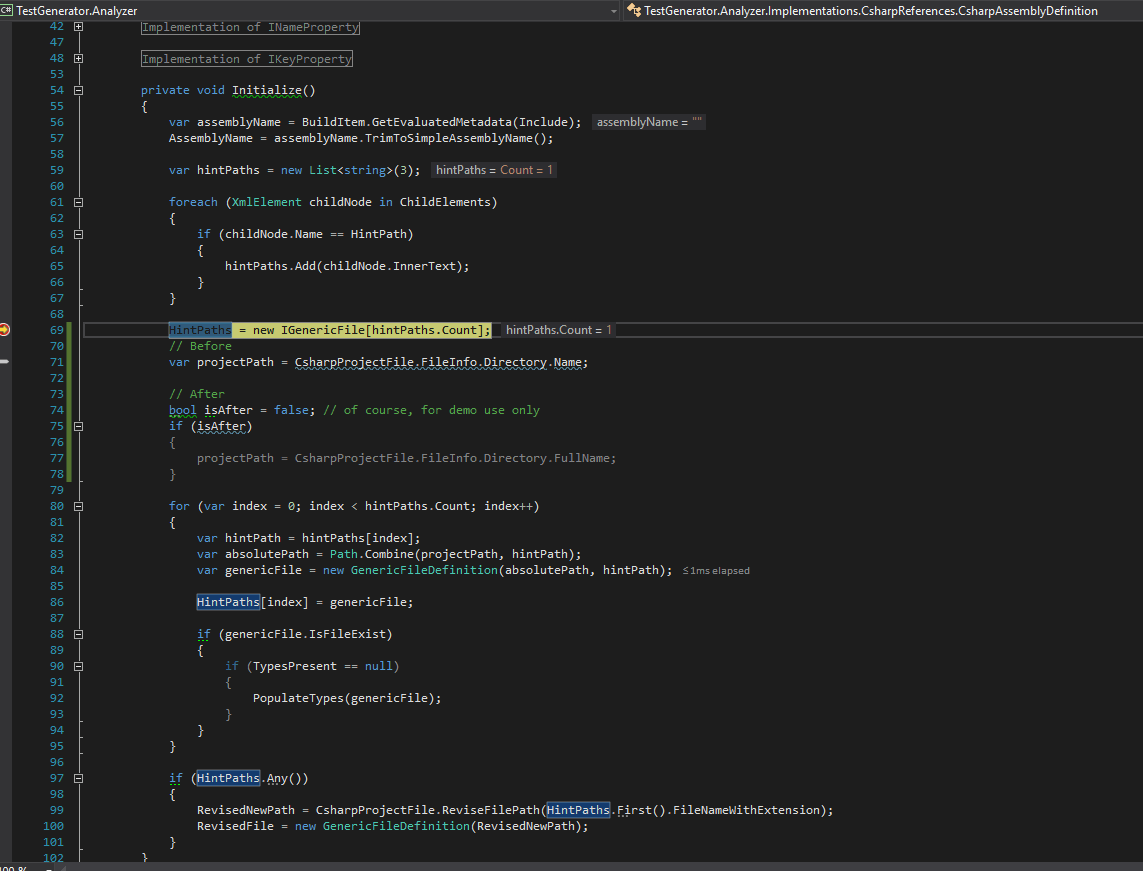 C# TestGenerator.Analyzer TestGenerator.Analyzer.Implementations.CsharpReferences.CsharpAssemblyDefinition
42 Implementation of INameProperty
47
48 Implementation of IKeyProperty
53
54 private void Initialize()
55 {
56 var assemblyName = BuildItem.GetEvaluatedMetadata(Include); assemblyName = ""
57 AssemblyName = assemblyName.TrimToSimpleAssemblyName();
58
59 var hintPaths = new List<string>(3); hintPaths = Count = 1
60
61 foreach (XmlElement childNode in ChildElements)
62 {
63 if (childNode.Name == HintPath)
64 {
65 hintPaths.Add(childNode.InnerText);
66 }
67 }
68
69 HintPaths = new IGenericFile[hintPaths.Count]; hintPaths.Count = 1
70 // Before
71 var projectPath = CsharpProjectFile.FileInfo.Directory.Name;
72
73 // After
74 bool isAfter = false; // of course, for demo use only
75 if (isAfter)
76 {
77 projectPath = CsharpProjectFile.FileInfo.Directory.FullName;
78 }
79
80 for (var index = 0; index < hintPaths.Count; index++)
81 {
82 var hintPath = hintPaths[index];
83 var absolutePath = Path.Combine(projectPath, hintPath);
84 var genericFile = new GenericFileDefinition(absolutePath, hintPath); ≤1ms elapsed
85
86 HintPaths[index] = genericFile;
87
88 if (genericFile.IsFileExist)
89 {
90 if (TypesPresent == null)
91 {
92 PopulateTypes(genericFile);
93 }
94 }
95 }
96
97 if (HintPaths.Any())
98 {
99 RevisedNewPath = CsharpProjectFile.ReviseFilePath(HintPaths.First().FileNameWithExtension);
100 RevisedFile = new GenericFileDefinition(RevisedNewPath);
101 }
102 }